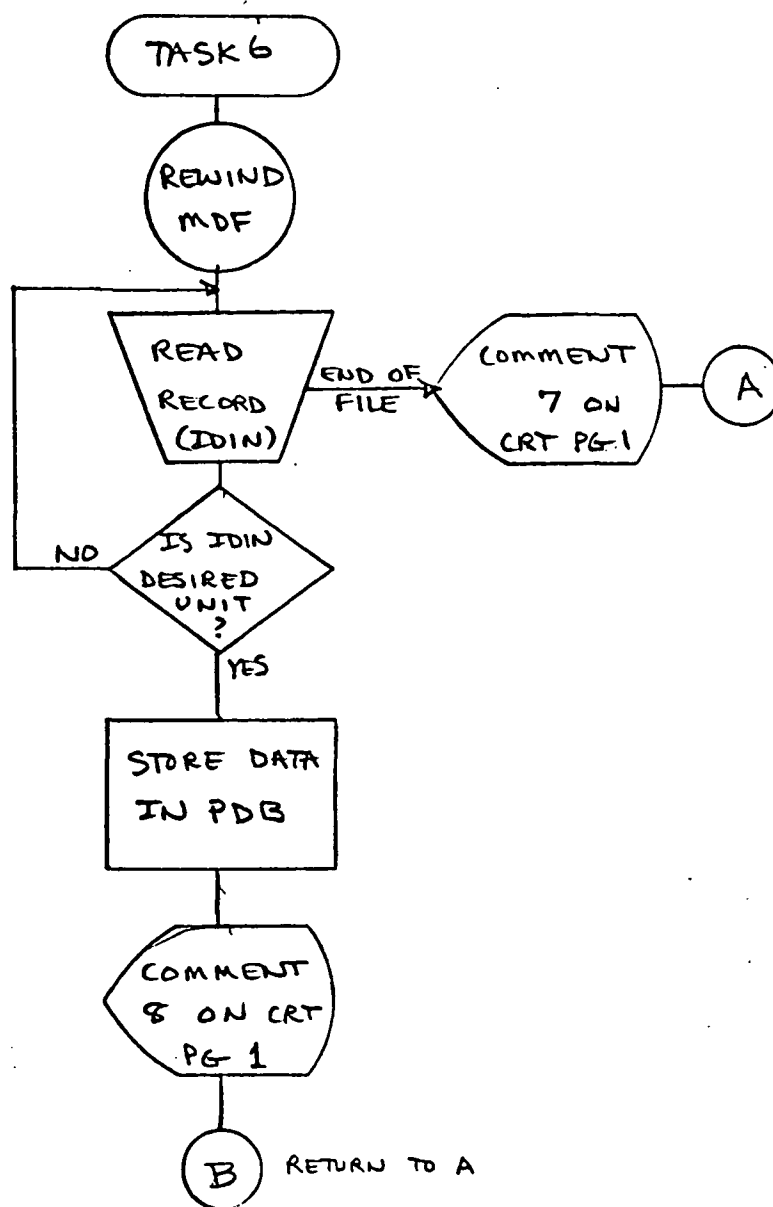 TASK 6
REWIND
MDF
READ
RECORD
(IDIN)
END OF
FILE
COMMENT
7 ON
CRT PG.1
A
IS IDIN
DESIRED
UNIT
?
NO
YES
STORE DATA
IN PDB
COMMENT
8 ON CRT
PG 1
B
RETURN TO A